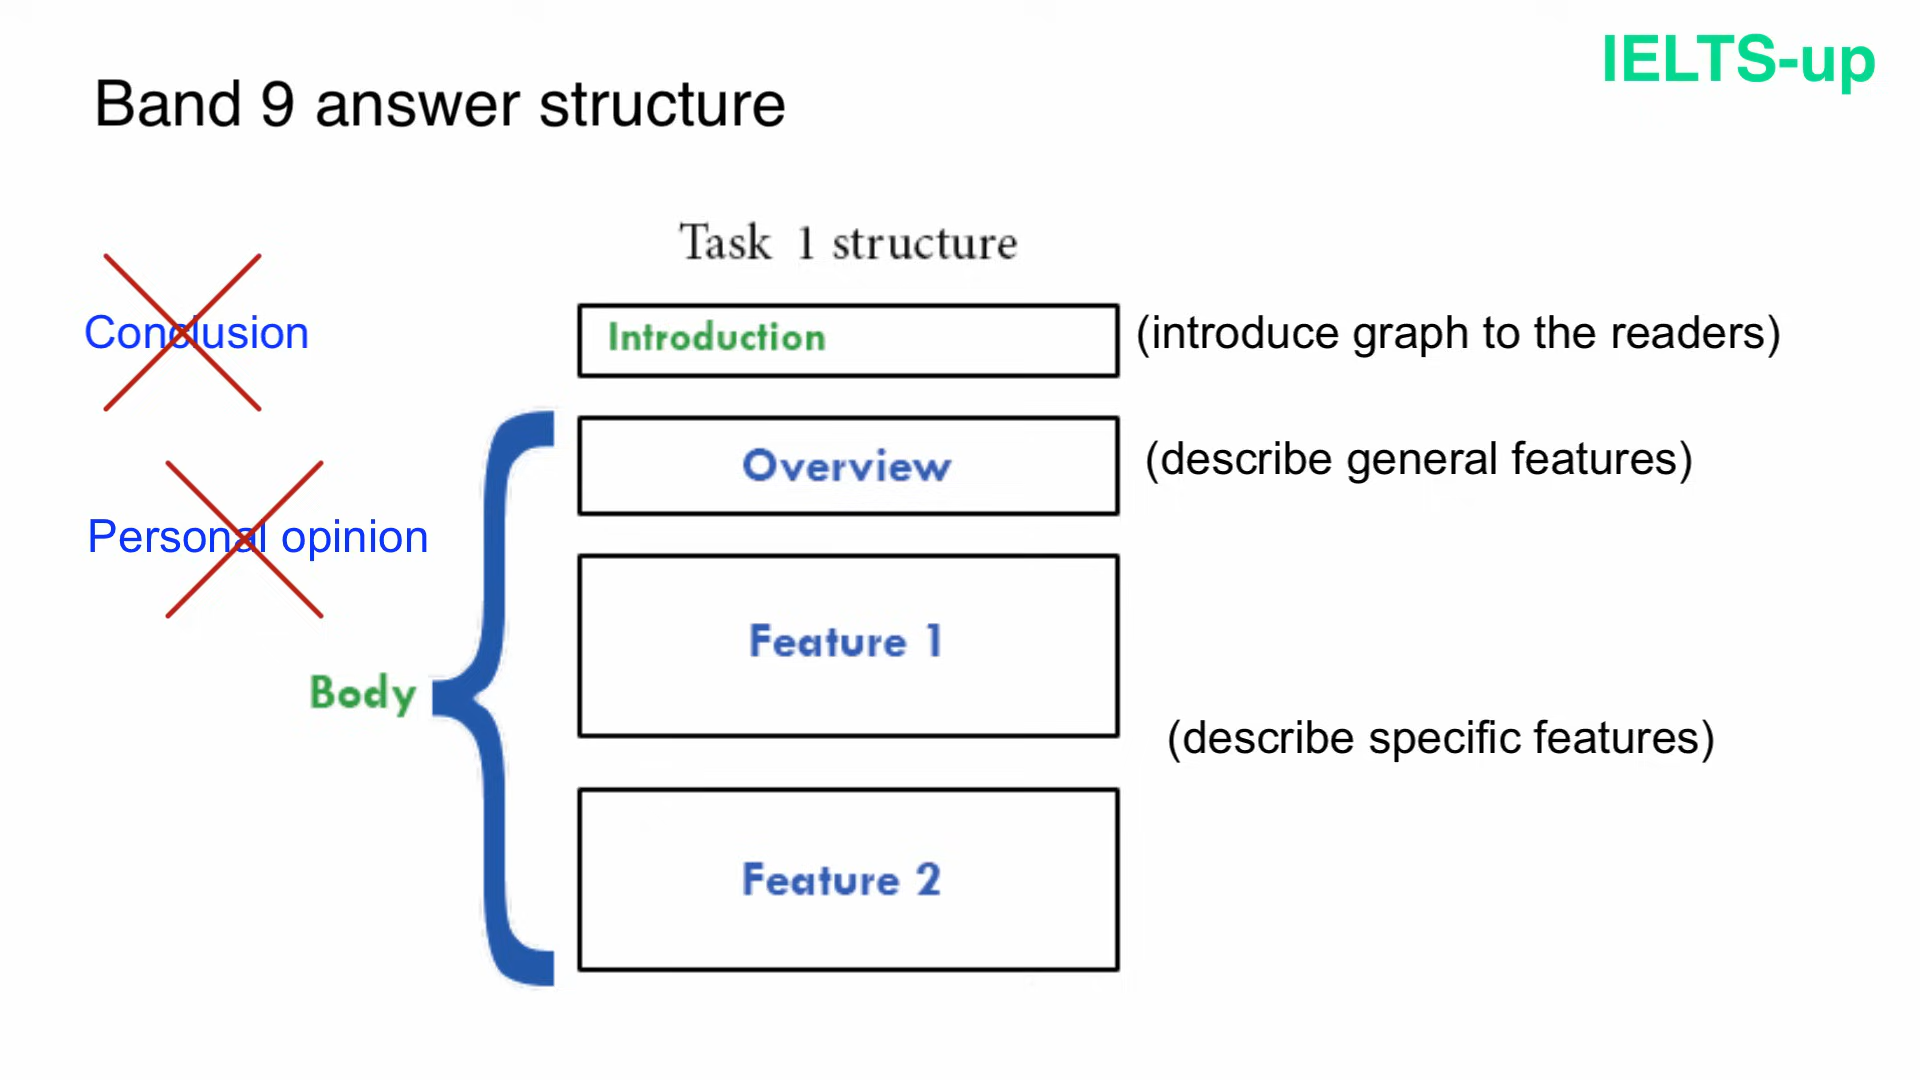 IELTS-up
Band 9 answer structure
Task 1 structure
Conclusion
Introduction (introduce graph to the readers)
Overview (describe general features)
Personal opinion
Feature 1
Body
(describe specific features)
Feature 2